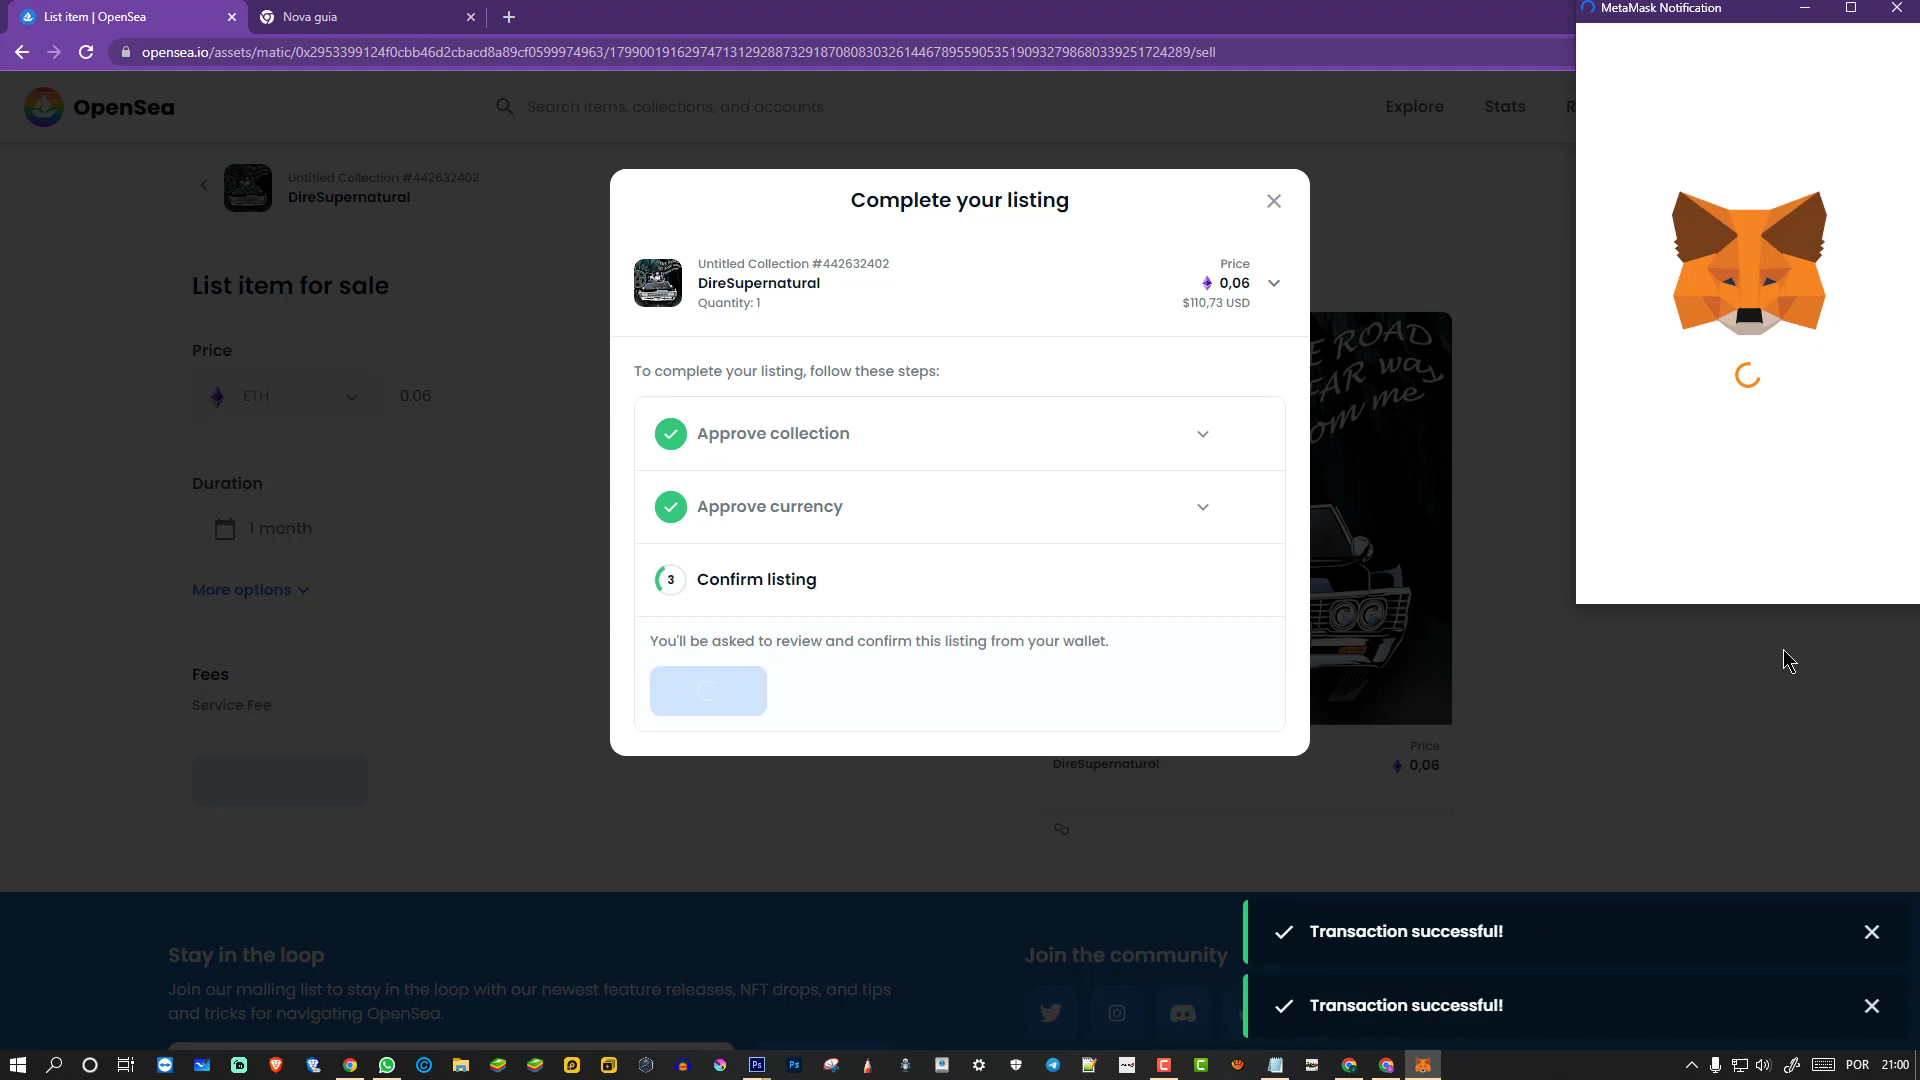 List item | OpenSea
Nova guia
MetaMask Notification
opensea.io/assets/matic/0x2953399124f0cbb46d2cbacd8a89cf0599974963/17990019162974713129288732918708083032614467895590535190932798680339251724289/sell
OpenSea
Search items, collections, and accounts
Explore
Stats
R
Untitled Collection #442632402
DireSupernatural
List item for sale
Price
ETH
0.06
Duration
1 month
More options
Fees
Service Fee
Complete your listing
Untitled Collection #442632402
DireSupernatural
Quantity: 1
Price
0,06
$110,73 USD
To complete your listing, follow these steps:
Approve collection
Approve currency
3
Confirm listing
You'll be asked to review and confirm this listing from your wallet.
E ROAD
FAR way
om me
DireSupernatural
Price
0,06
Stay in the loop
Join our mailing list to stay in the loop with our newest feature releases, NFT drops, and tips
and tricks for navigating OpenSea.
Join the community
Transaction successful!
Transaction successful!
POR
21:00